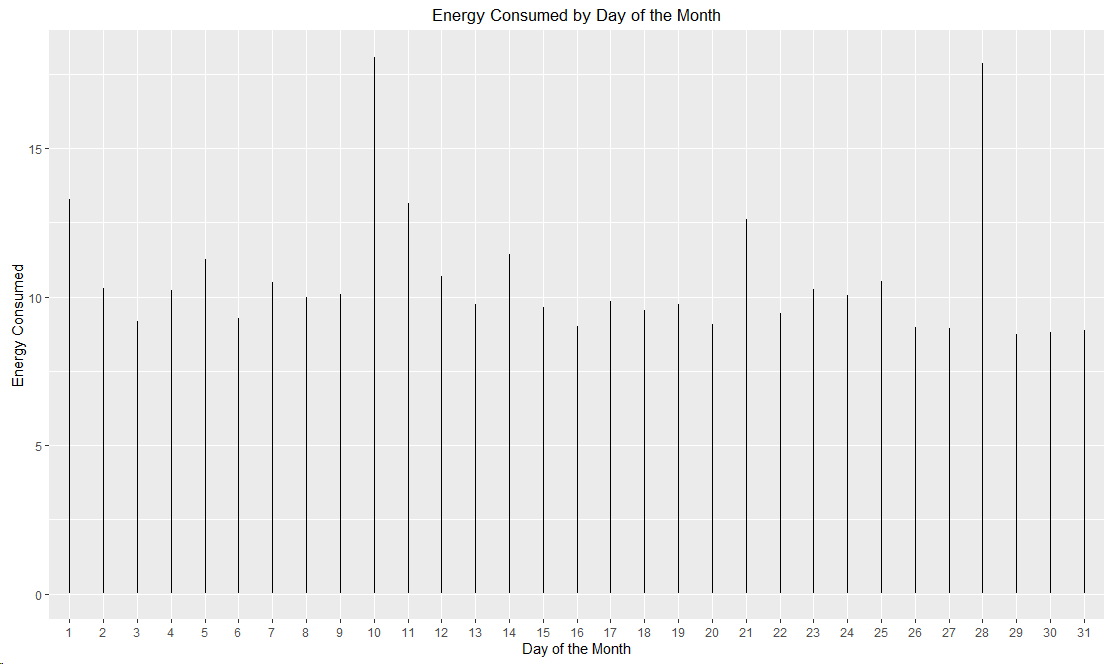 Energy Consumed by Day of the Month
Energy Consumed
15
10
5
0
1 2 3 4 5 6 7 8 9 10 11 12 13 14 15 16 17 18 19 20 21 22 23 24 25 26 27 28 29 30 31
Day of the Month